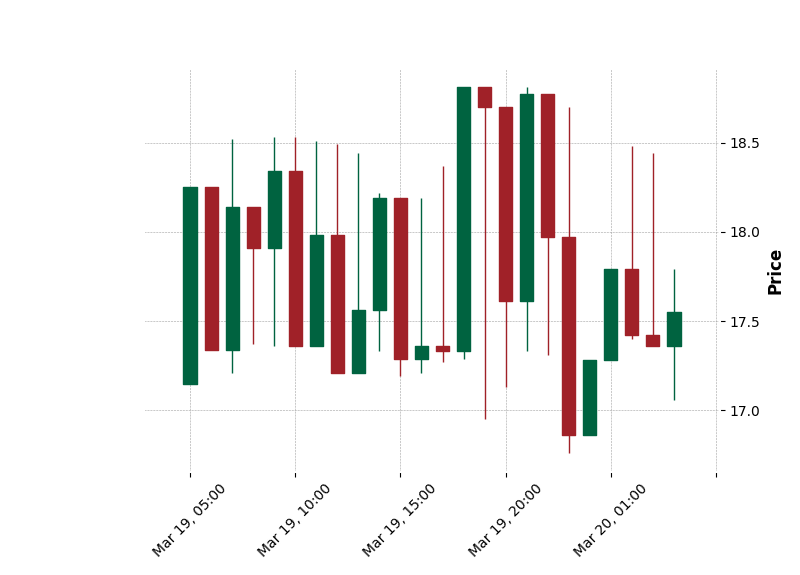 18.5
18.0
17.5
17.0
Price
Mar 19, 05:00
Mar 19, 10:00
Mar 19, 15:00
Mar 19, 20:00
Mar 20, 01:00